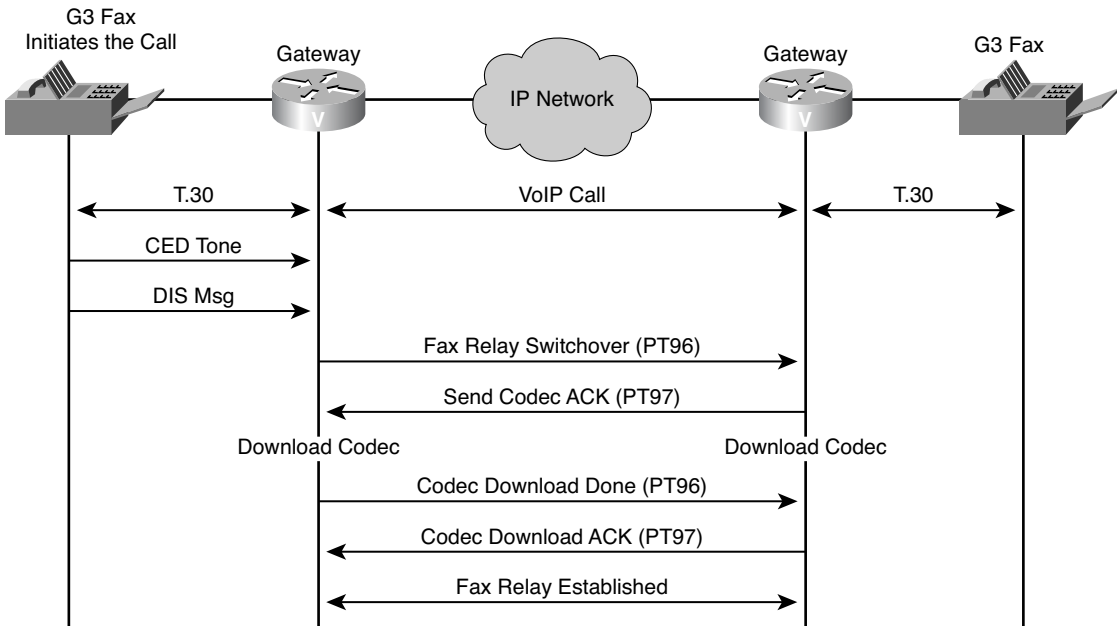 G3 Fax
Initiates the Call
Gateway
Gateway
G3 Fax
IP Network
V
V
T.30
VoIP Call
T.30
CED Tone
DIS Msg
Fax Relay Switchover (PT96)
Send Codec ACK (PT97)
Download Codec
Download Codec
Codec Download Done (PT96)
Codec Download ACK (PT97)
Fax Relay Established